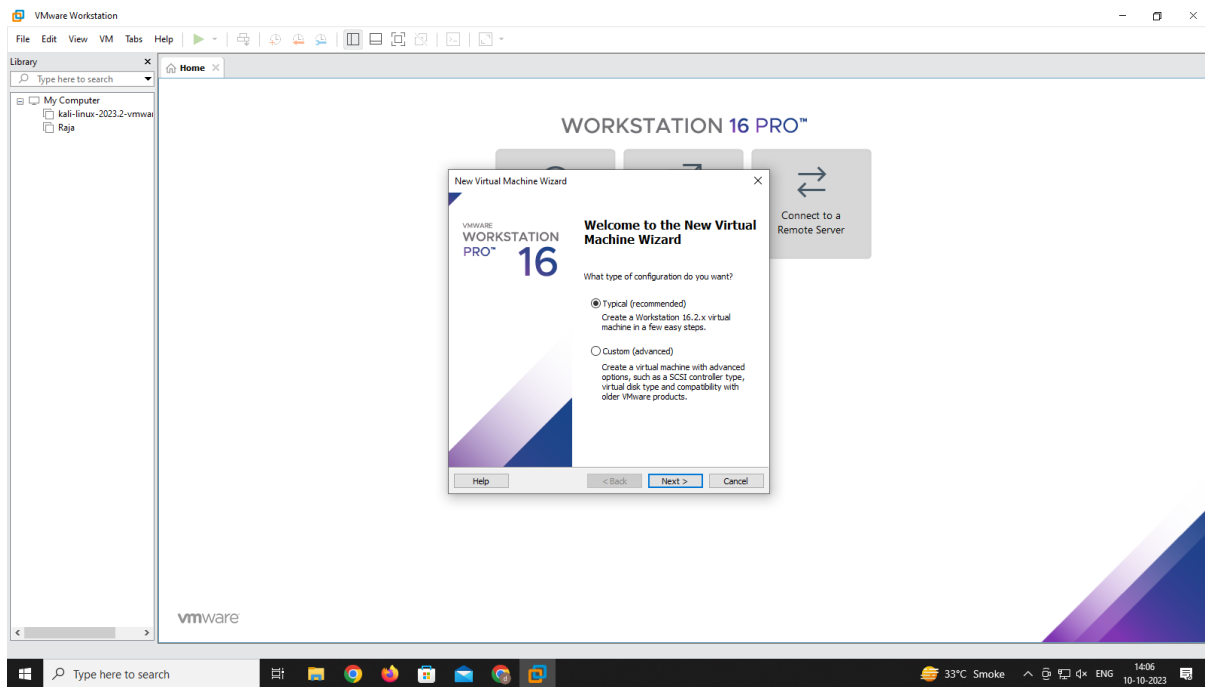 VMware Workstation
File Edit View VM Tabs Help
Library
Type here to search
Home
My Computer
kali-linux-2023.2-vmwar
Raja
WORKSTATION 16 PRO™
Connect to a
Remote Server
New Virtual Machine Wizard
VMWARE
WORKSTATION
PRO™ 16
Welcome to the New Virtual
Machine Wizard
What type of configuration do you want?
Typical (recommended)
Create a Workstation 16.2.x virtual
machine in a few easy steps.
Custom (advanced)
Create a virtual machine with advanced
options, such as a SCSI controller type,
virtual disk type and compatibility with
older VMware products.
Help < Back Next > Cancel
vmware
Type here to search
33°C Smoke
ENG
14:06
10-10-2023